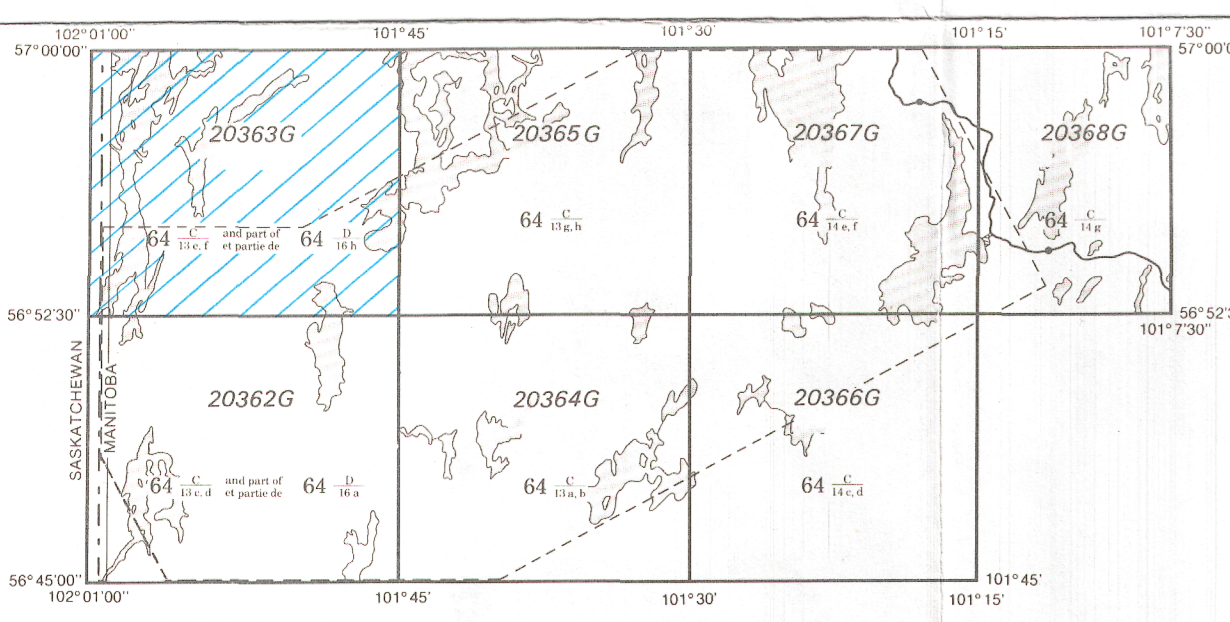 102°01'00" 101°45' 101°30' 101°15' 101°7'30"
57°00'00" 57°00'0
20363G 20365G 20367G 20368G
64 C/13 e, f and part of et partie de 64 D/16 h
64 C/13 g, h
64 C/14 e, f
64 C/14 g
56°52'30" 56°52'3
101°7'30"
SASKATCHEWAN
MANITOBA
20362G 20364G 20366G
64 C/13 c, d and part of et partie de 64 D/16 a
64 C/13 a, b
64 C/14 c, d
56°45'00" 101°45'
102°01'00" 101°45' 101°30' 101°15'